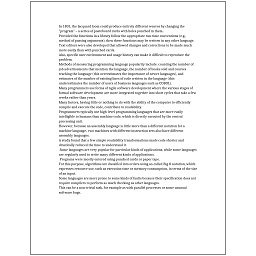 In 1801, the Jacquard loom could produce entirely different weaves by changing the
"program" – a series of pasteboard cards with holes punched in them.
Provided the functions in a library follow the appropriate run-time conventions (e.g.,
method of passing arguments), then these functions may be written in any other language.
Text editors were also developed that allowed changes and corrections to be made much
more easily than with punched cards.
Also, specific user environment and usage history can make it difficult to reproduce the
problem.
Methods of measuring programming language popularity include: counting the number of
job advertisements that mention the language, the number of books sold and courses
teaching the language (this overestimates the importance of newer languages), and
estimates of the number of existing lines of code written in the language (this
underestimates the number of users of business languages such as COBOL).
Many programmers use forms of Agile software development where the various stages of
formal software development are more integrated together into short cycles that take a few
weeks rather than years.
Many factors, having little or nothing to do with the ability of the computer to efficiently
compile and execute the code, contribute to readability.
Programmers typically use high-level programming languages that are more easily
intelligible to humans than machine code, which is directly executed by the central
processing unit.
However, because an assembly language is little more than a different notation for a
machine language, two machines with different instruction sets also have different
assembly languages.
A study found that a few simple readability transformations made code shorter and
drastically reduced the time to understand it.
Some languages are very popular for particular kinds of applications, while some languages
are regularly used to write many different kinds of applications.
Programs were mostly entered using punched cards or paper tape.
For this purpose, algorithms are classified into orders using so-called Big O notation, which
expresses resource use, such as execution time or memory consumption, in terms of the size
of an input.
Some languages are more prone to some kinds of faults because their specification does not
require compilers to perform as much checking as other languages.
This can be a non-trivial task, for example as with parallel processes or some unusual
software bugs.